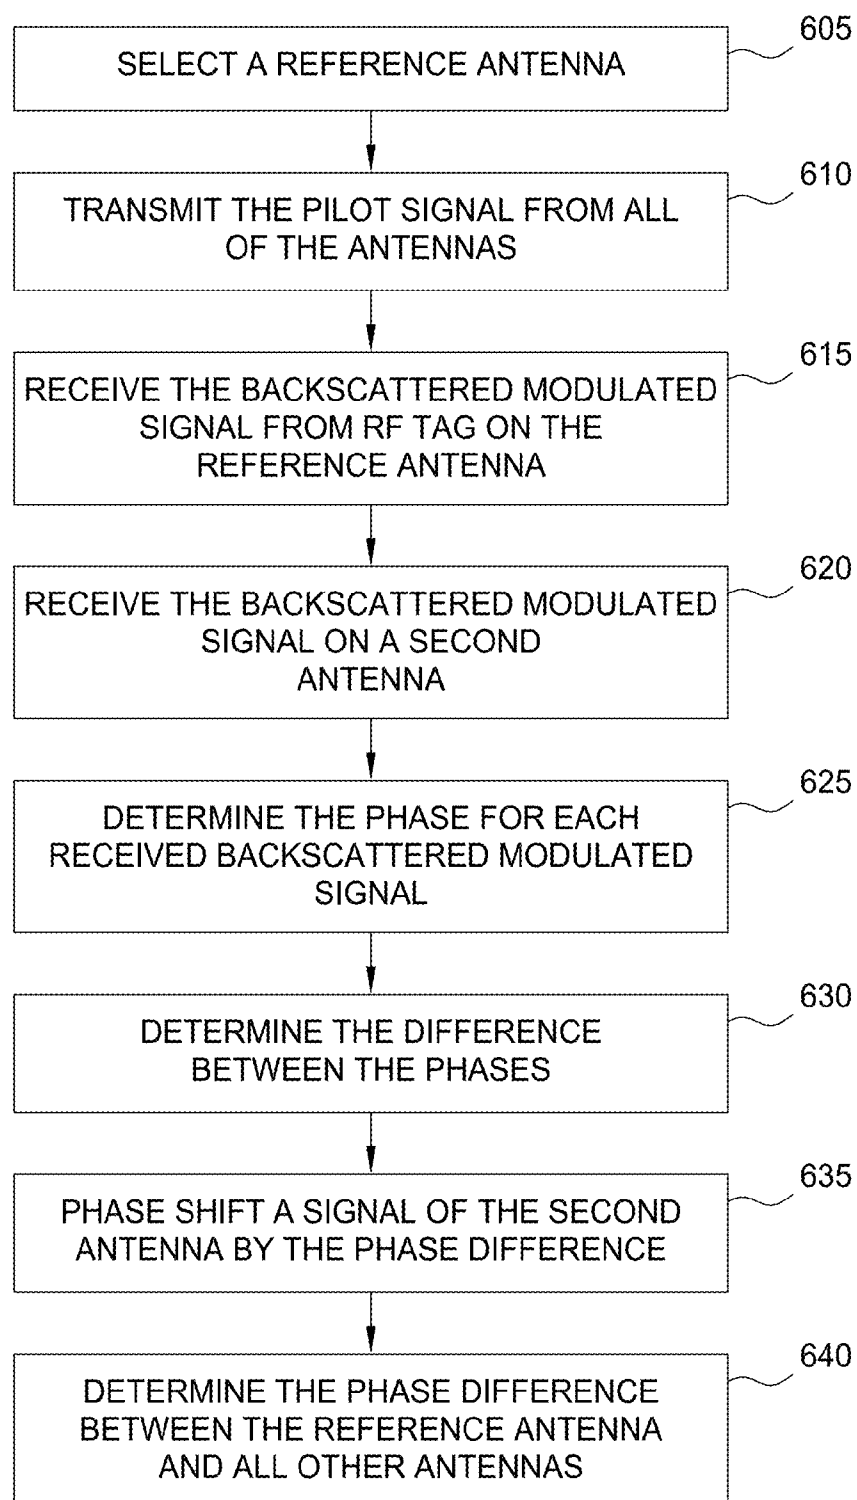 605
SELECT A REFERENCE ANTENNA
610
TRANSMIT THE PILOT SIGNAL FROM ALL
OF THE ANTENNAS
615
RECEIVE THE BACKSCATTERED MODULATED
SIGNAL FROM RF TAG ON THE
REFERENCE ANTENNA
620
RECEIVE THE BACKSCATTERED MODULATED
SIGNAL ON A SECOND
ANTENNA
625
DETERMINE THE PHASE FOR EACH
RECEIVED BACKSCATTERED MODULATED
SIGNAL
630
DETERMINE THE DIFFERENCE
BETWEEN THE PHASES
635
PHASE SHIFT A SIGNAL OF THE SECOND
ANTENNA BY THE PHASE DIFFERENCE
640
DETERMINE THE PHASE DIFFERENCE
BETWEEN THE REFERENCE ANTENNA
AND ALL OTHER ANTENNAS